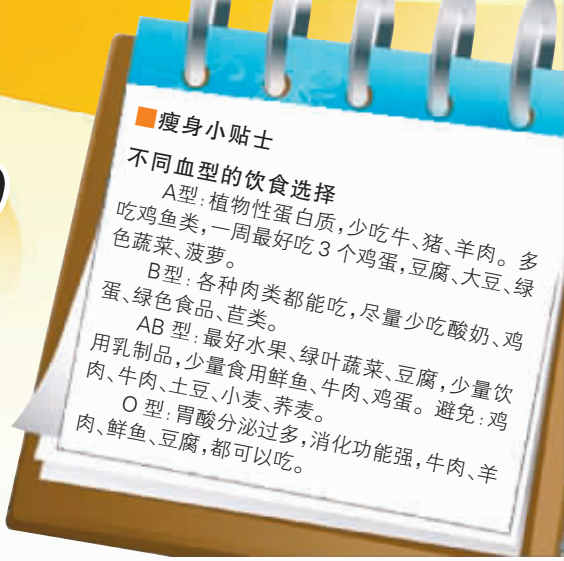 ■瘦身小贴士
不同血型的饮食选择
A型:植物性蛋白质,少吃牛、猪、羊肉。多
吃鸡鱼类,一周最好吃3个鸡蛋,豆腐、大豆、绿
色蔬菜、菠萝。
B型:各种肉类都能吃,尽量少吃酸奶、鸡
蛋、绿色食品、苣类。
AB 型:最好水果、绿叶蔬菜、豆腐,少量饮
用乳制品,少量食用鲜鱼、牛肉、鸡蛋。避免:鸡
肉、牛肉、土豆、小麦、荞麦。
O 型:胃酸分泌过多,消化功能强,牛肉、羊
肉、鲜鱼、豆腐,都可以吃。